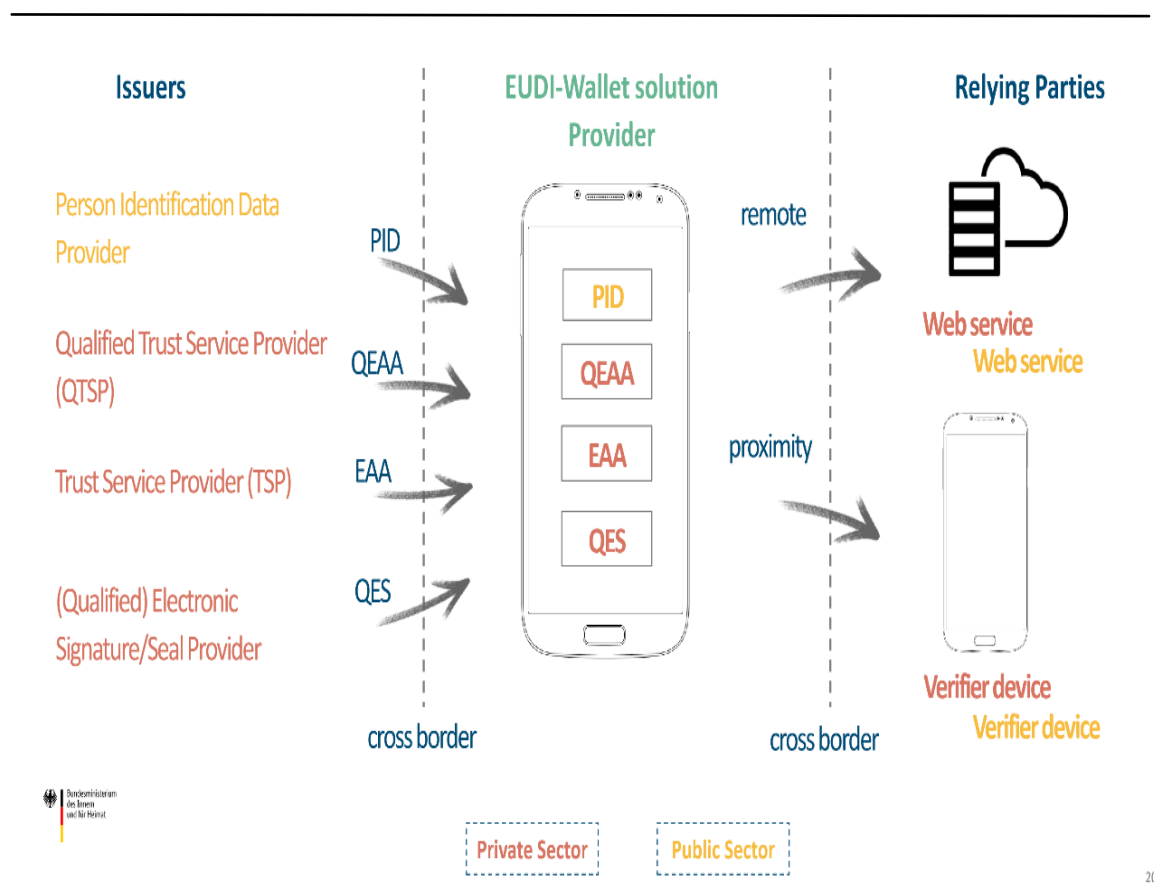 Issuers
EUDI-Wallet solution
Provider
Relying Parties
Person Identification Data
Provider
PID
Qualified Trust Service Provider
(QTSP)
QEAA
Trust Service Provider (TSP)
EAA
(Qualified) Electronic
Signature/Seal Provider
QES
cross border
PID
QEAA
EAA
QES
remote
proximity
cross border
Web service
Web service
Verifier device
Verifier device
Bundesministerium
des Innern
und für Heimat
Private Sector
Public Sector